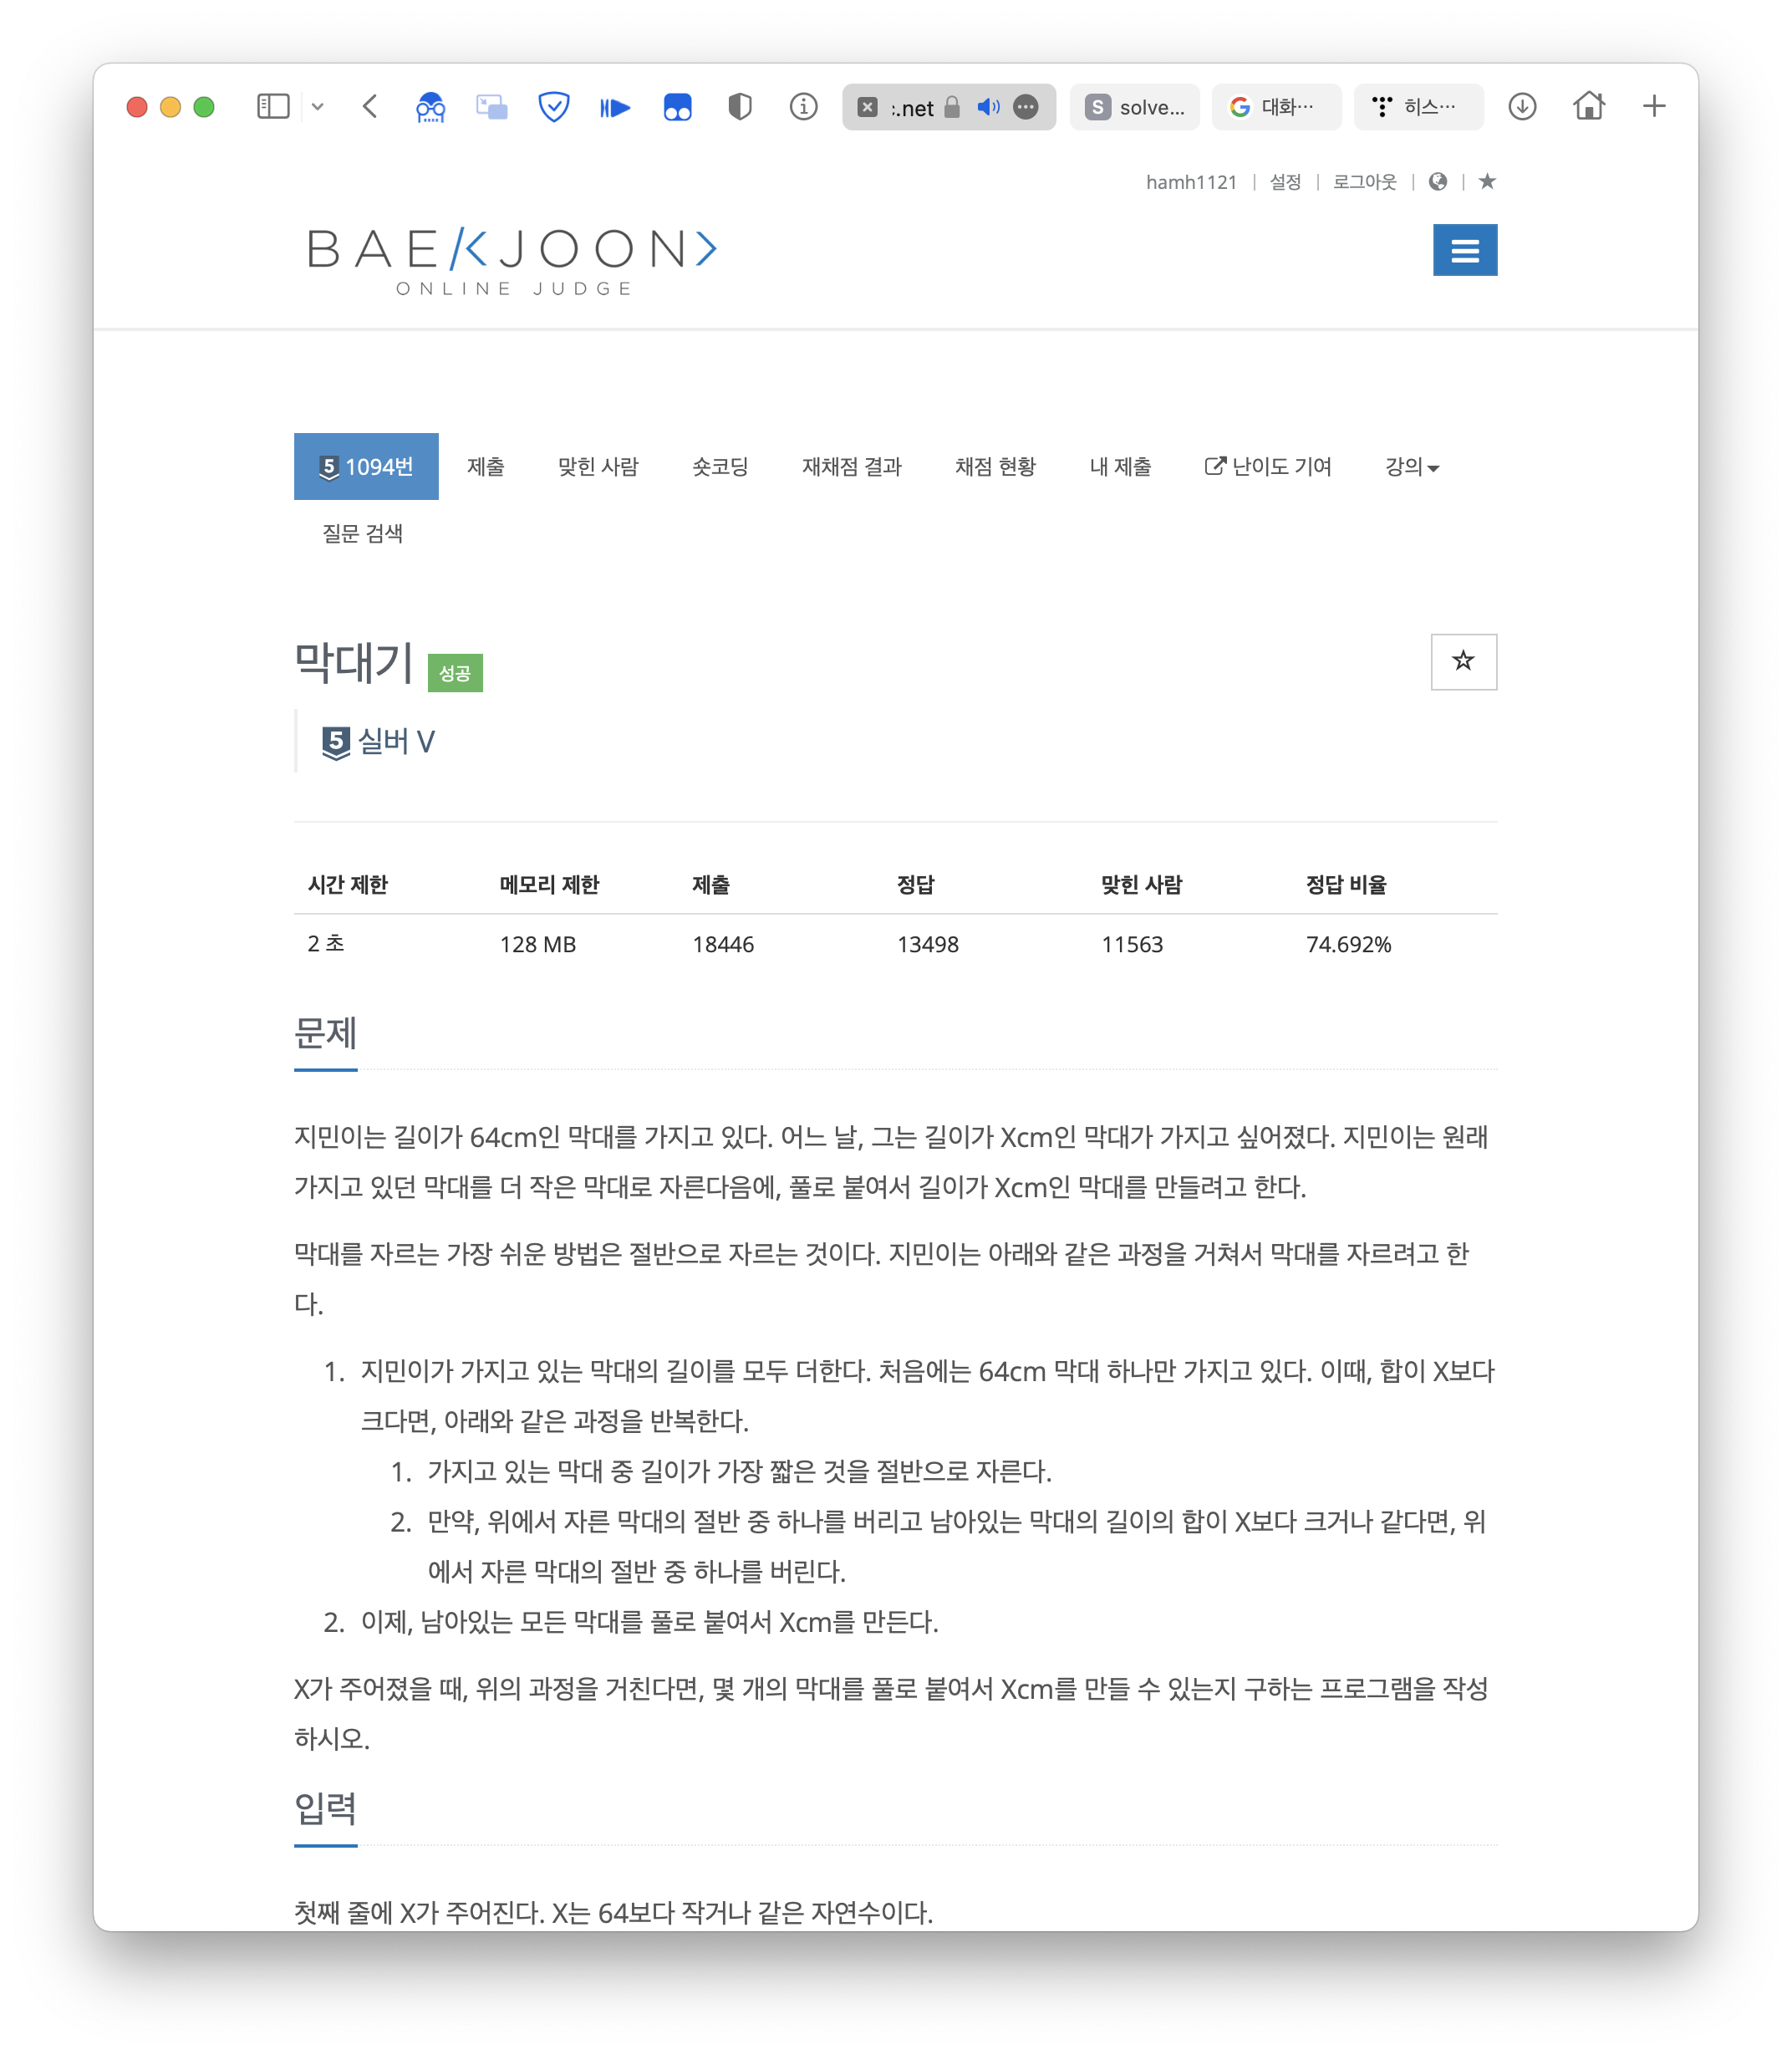 :.net
S solve...
대화...
히스...
hamh1121 | 설정 | 로그아웃 |
BAEKJOON>
ONLINE JUDGE
5 1094번 제출 맞힌 사람 숏코딩 재채점 결과 채점 현황 내 제출 난이도 기여 강의
질문 검색
막대기 성공
5 실버 V
시간 제한 메모리 제한 제출 정답 맞힌 사람 정답 비율
2 초 128 MB 18446 13498 11563 74.692%
문제
지민이는 길이가 64cm인 막대를 가지고 있다. 어느 날, 그는 길이가 Xcm인 막대가 가지고 싶어졌다. 지민이는 원래
가지고 있던 막대를 더 작은 막대로 자른다음에, 풀로 붙여서 길이가 Xcm인 막대를 만들려고 한다.
막대를 자르는 가장 쉬운 방법은 절반으로 자르는 것이다. 지민이는 아래와 같은 과정을 거쳐서 막대를 자르려고 한
다.
1. 지민이가 가지고 있는 막대의 길이를 모두 더한다. 처음에는 64cm 막대 하나만 가지고 있다. 이때, 합이 X보다
크다면, 아래와 같은 과정을 반복한다.
1. 가지고 있는 막대 중 길이가 가장 짧은 것을 절반으로 자른다.
2. 만약, 위에서 자른 막대의 절반 중 하나를 버리고 남아있는 막대의 길이의 합이 X보다 크거나 같다면, 위
에서 자른 막대의 절반 중 하나를 버린다.
2. 이제, 남아있는 모든 막대를 풀로 붙여서 Xcm를 만든다.
X가 주어졌을 때, 위의 과정을 거친다면, 몇 개의 막대를 풀로 붙여서 Xcm를 만들 수 있는지 구하는 프로그램을 작성
하시오.
입력
첫째 줄에 X가 주어진다. X는 64보다 작거나 같은 자연수이다.